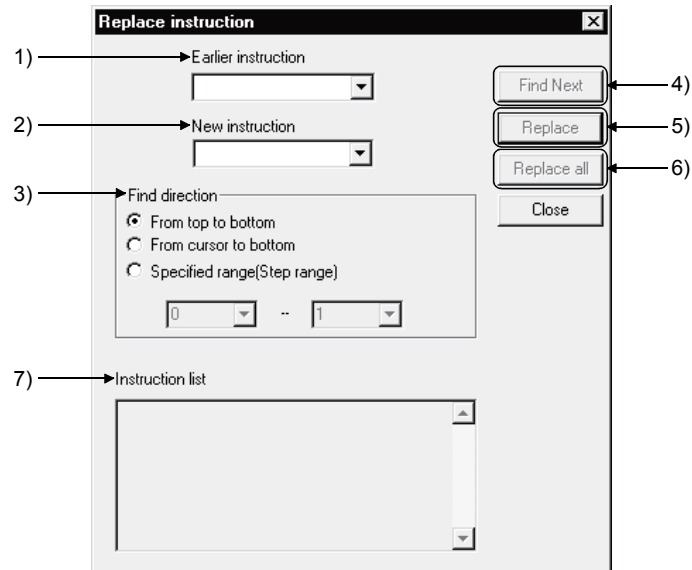 Replace instruction
1) Earlier instruction
Find Next 4)
2) New instruction
Replace 5)
Replace all 6)
3) Find direction
Close
From top to bottom
From cursor to bottom
Specified range(Step range)
0 -- 1
7) Instruction list